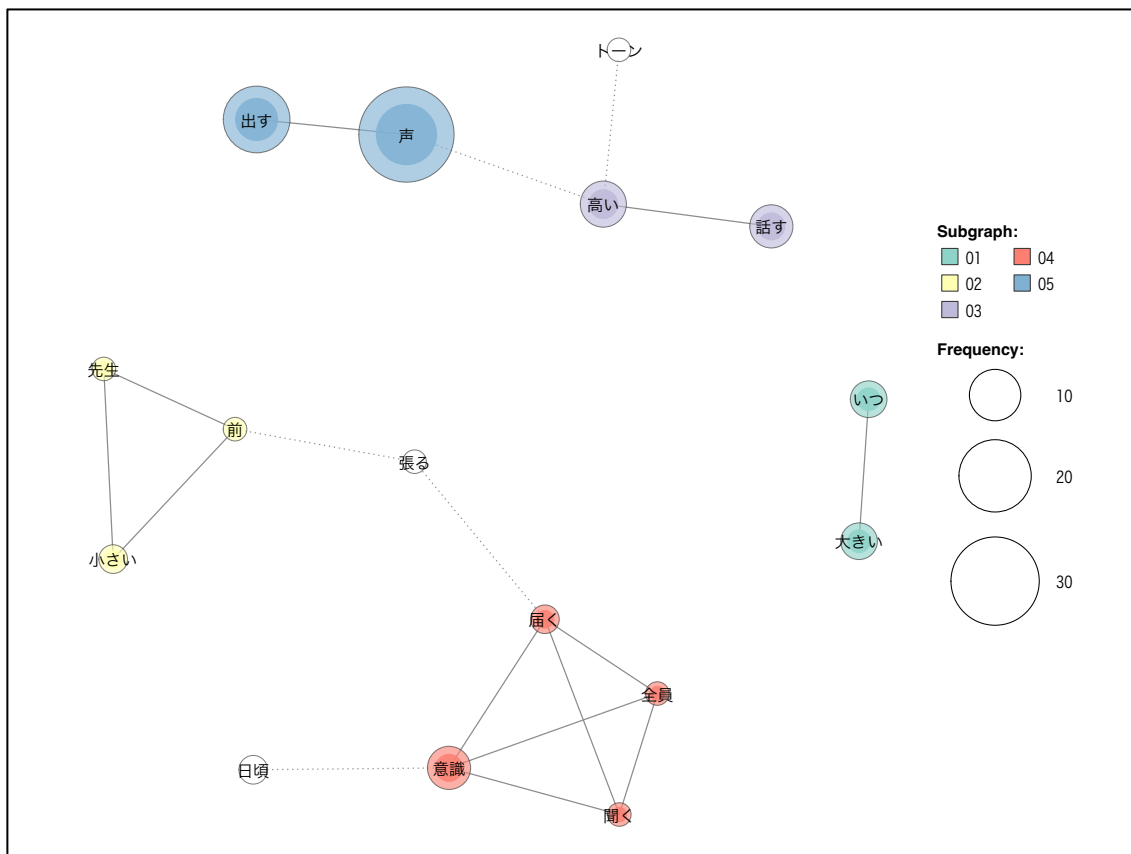 トーン
出す
声
高い
話す
Subgraph:
01 04
02 05
03
Frequency:
10
20
30
先生
前
いつ
張る
大きい
小さい
届く
全員
意識
日頃
聞く